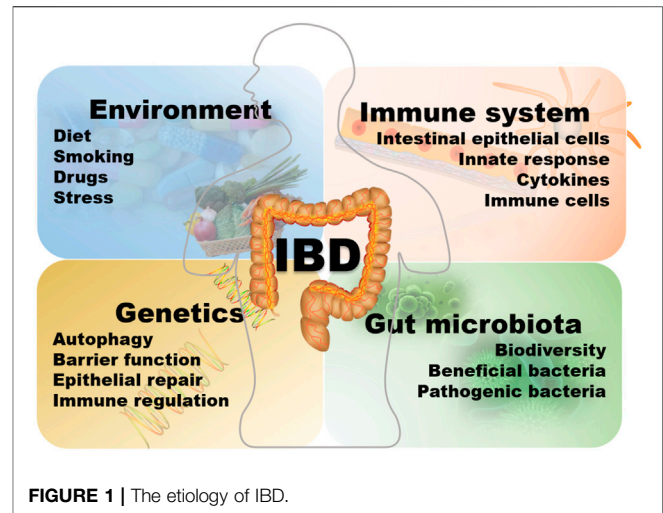 Environment
Diet
Smoking
Drugs
Stress
Immune system
Intestinal epithelial cells
Innate response
Cytokines
Immune cells
IBD
Genetics
Autophagy
Barrier function
Epithelial repair
Immune regulation
Gut microbiota
Biodiversity
Beneficial bacteria
Pathogenic bacteria
FIGURE 1 | The etiology of IBD.